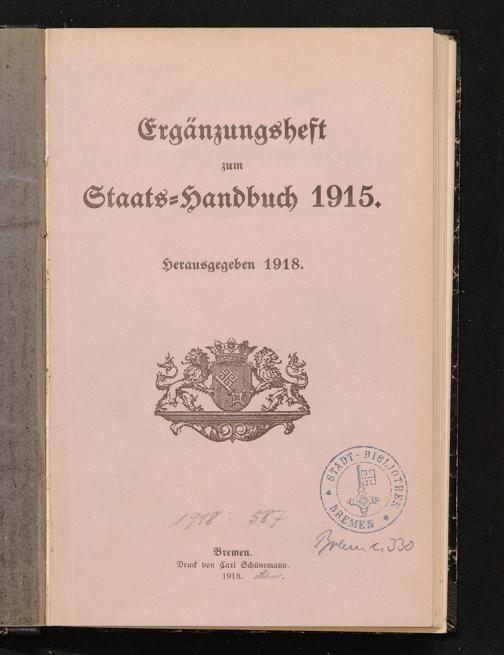 Ergänzungsheft
zum
Staats=Handbuch 1915.
Herausgegeben 1918.
STADT-BIBLIOTHEK
BREMEN
1918 587
330
Bremen.
Druck von Carl Schünemann.
1918.